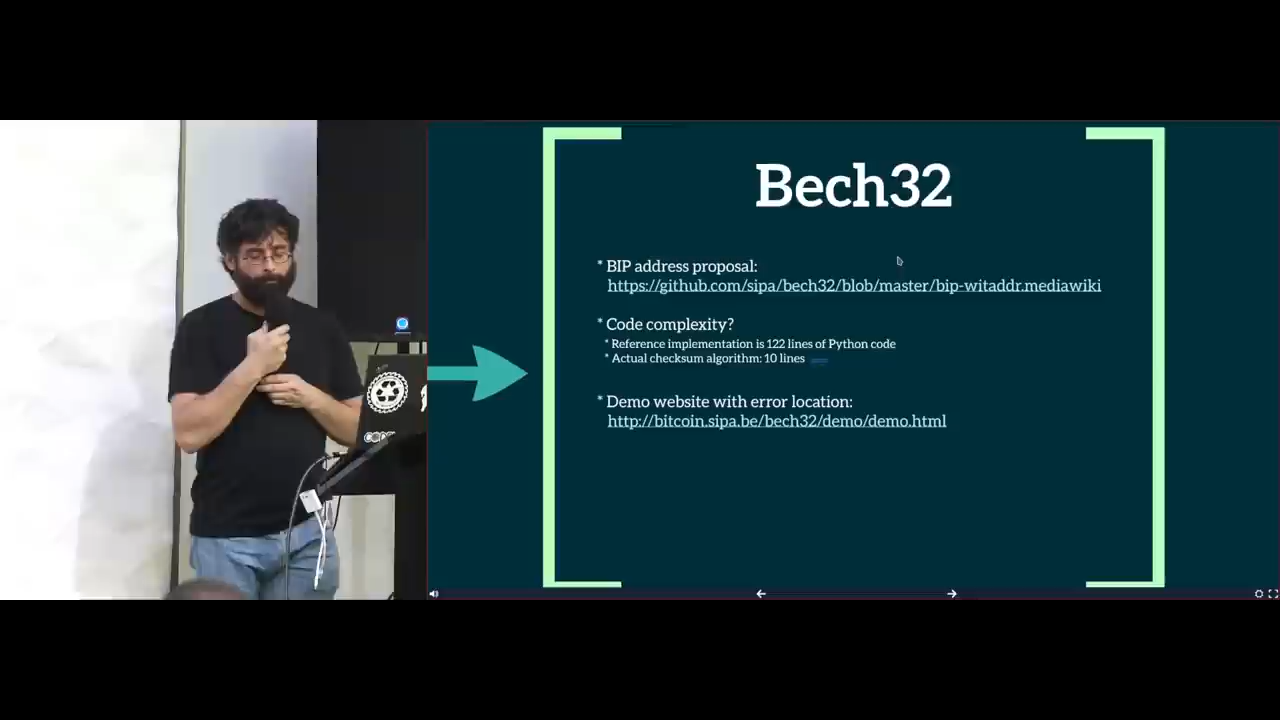 Bech32
* BIP address proposal:
https://github.com/sipa/bech32/blob/master/bip-witaddr.mediawiki
* Code complexity?
* Reference implementation is 122 lines of Python code
* Actual checksum algorithm: 10 lines
* Demo website with error location:
http://bitcoin.sipa.be/bech32/demo/demo.html